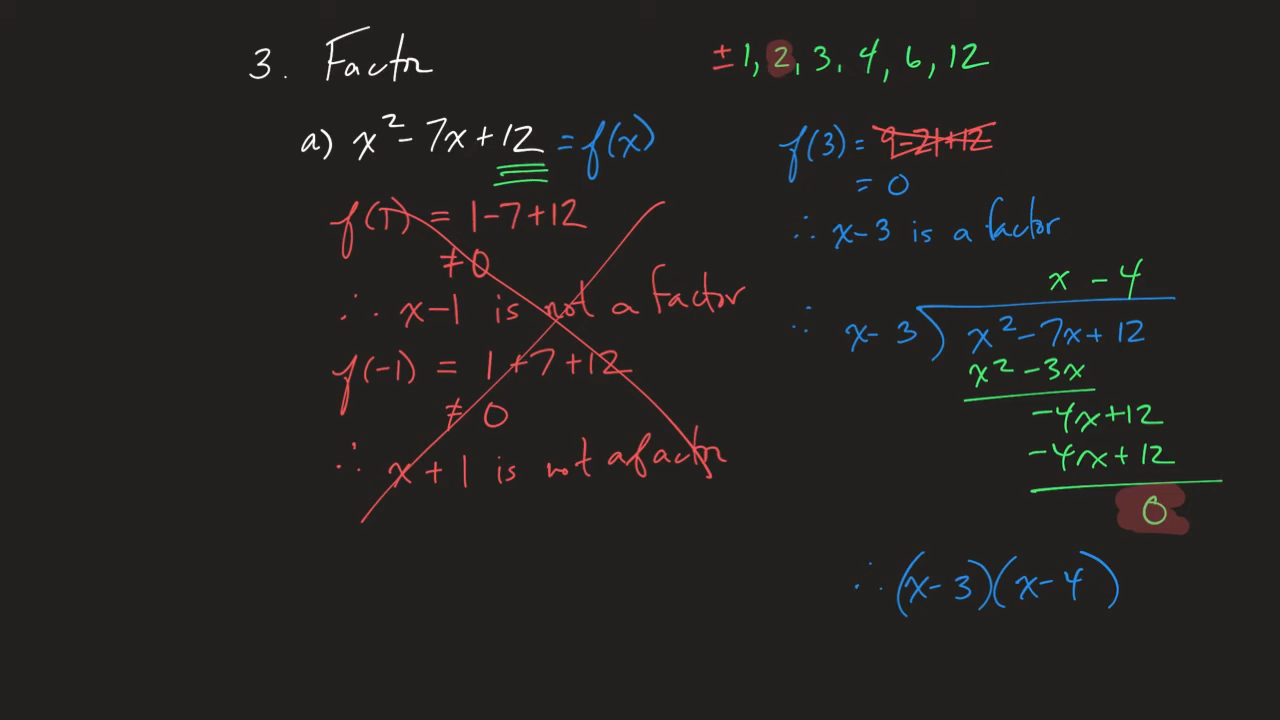 3. Factor
a) x² - 7x + 12 = f(x)
f(1) = 1 - 7 + 12
≠ 0
∴ x - 1 is not a factor
f(-1) = 1 + 7 + 12
≠ 0
∴ x + 1 is not a factor
± 1, 2, 3, 4, 6, 12
f(3) = 9 - 21 + 12
= 0
∴ x - 3 is a factor
x - 4
∴ x - 3 ) x² - 7x + 12
x² - 3x
-4x + 12
-4x + 12
0
∴ (x - 3)(x - 4)